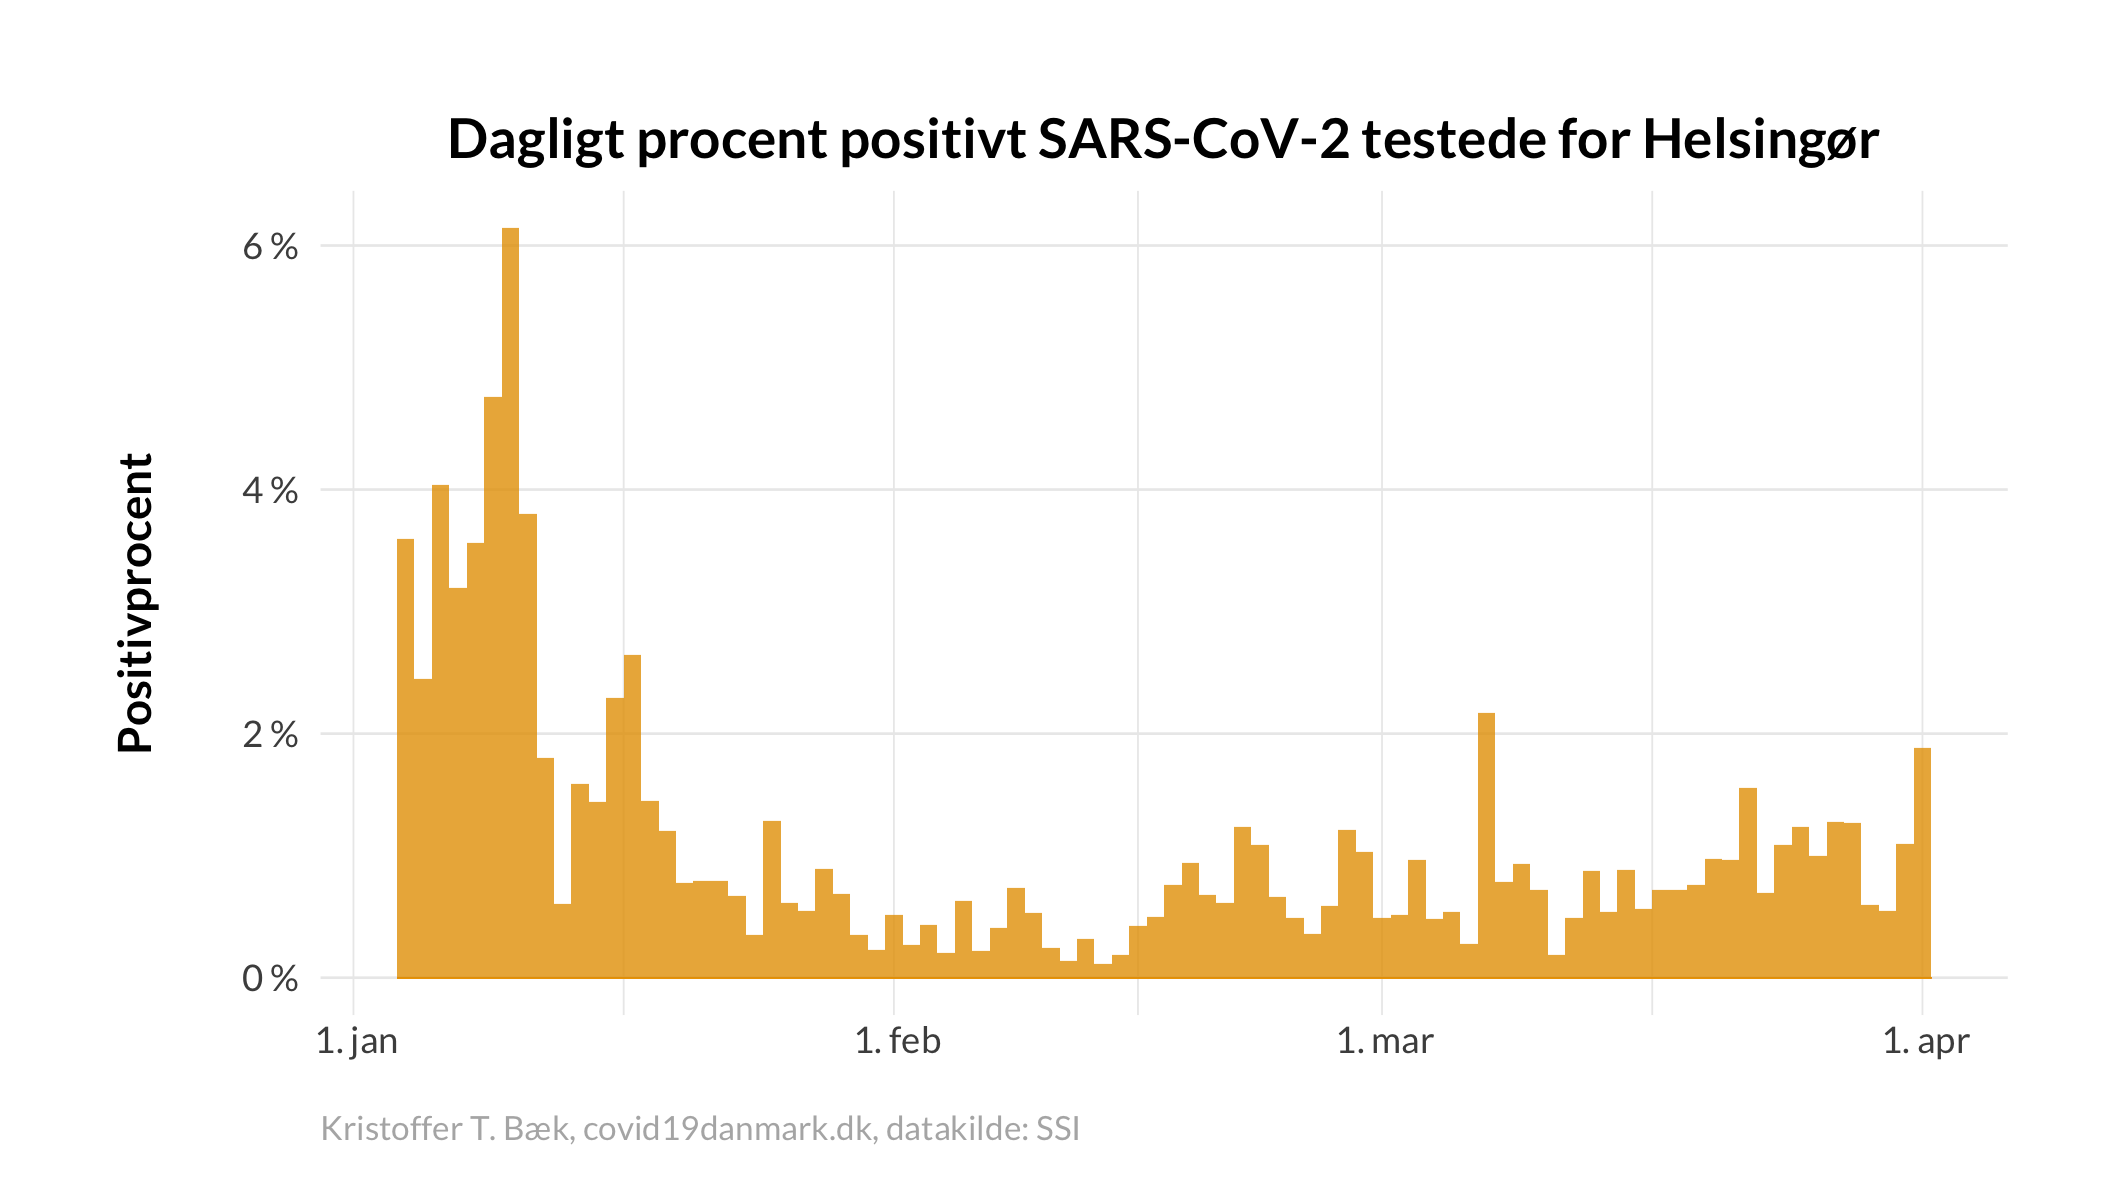 Dagligt procent positivt SARS-CoV-2 testede for Helsingør
Positivprocent
6 %
4 %
2 %
0 %
1. jan
1. feb
1. mar
1. apr
Kristoffer T. Bæk, covid19danmark.dk, datakilde: SSI